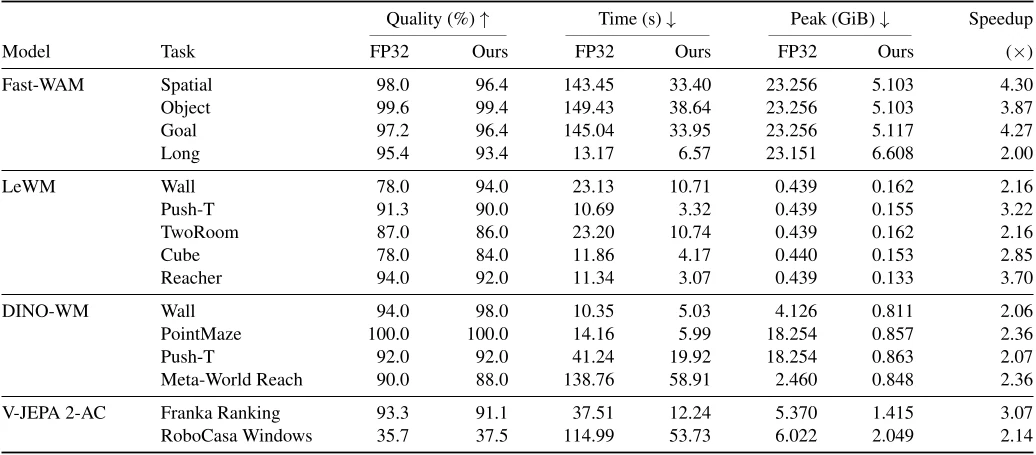 Quality (%) ↑ Time (s) ↓ Peak (GiB) ↓ Speedup
Model Task FP32 Ours FP32 Ours FP32 Ours (×)
Fast-WAM Spatial 98.0 96.4 143.45 33.40 23.256 5.103 4.30
Object 99.6 99.4 149.43 38.64 23.256 5.103 3.87
Goal 97.2 96.4 145.04 33.95 23.256 5.117 4.27
Long 95.4 93.4 13.17 6.57 23.151 6.608 2.00
LeWM Wall 78.0 94.0 23.13 10.71 0.439 0.162 2.16
Push-T 91.3 90.0 10.69 3.32 0.439 0.155 3.22
TwoRoom 87.0 86.0 23.20 10.74 0.439 0.162 2.16
Cube 78.0 84.0 11.86 4.17 0.440 0.153 2.85
Reacher 94.0 92.0 11.34 3.07 0.439 0.133 3.70
DINO-WM Wall 94.0 98.0 10.35 5.03 4.126 0.811 2.06
PointMaze 100.0 100.0 14.16 5.99 18.254 0.857 2.36
Push-T 92.0 92.0 41.24 19.92 18.254 0.863 2.07
Meta-World Reach 90.0 88.0 138.76 58.91 2.460 0.848 2.36
V-JEPA 2-AC Franka Ranking 93.3 91.1 37.51 12.24 5.370 1.415 3.07
RoboCasa Windows 35.7 37.5 114.99 53.73 6.022 2.049 2.14